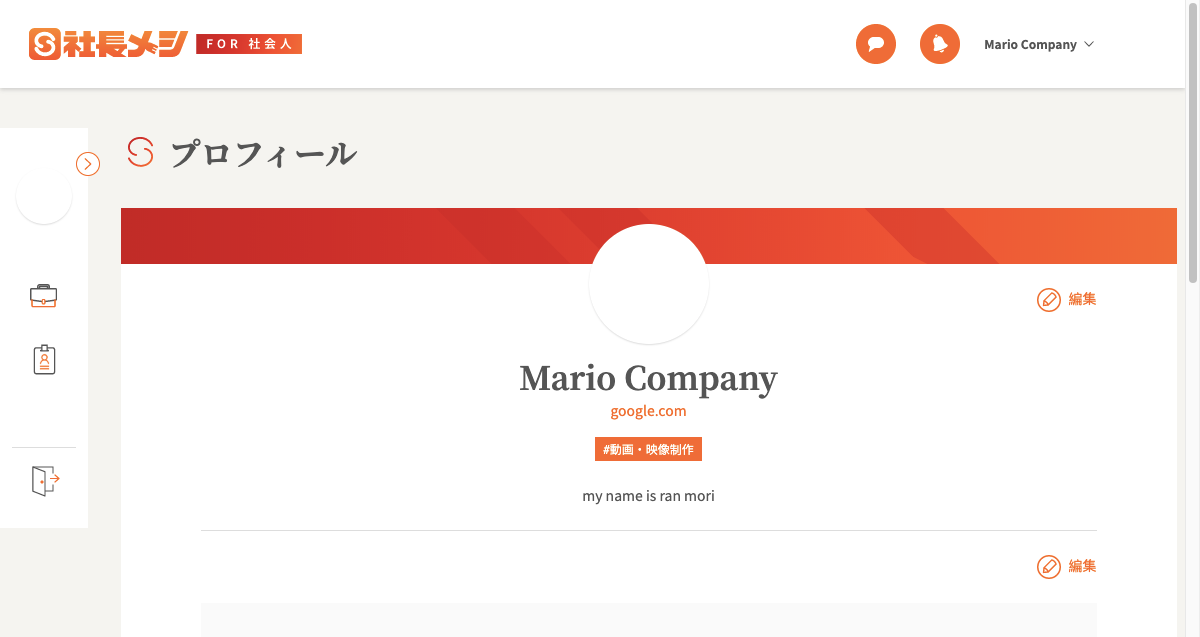 社長メシ FOR 社会人
Mario Company
プロフィール
編集
Mario Company
google.com
#動画・映像制作
my name is ran mori
編集